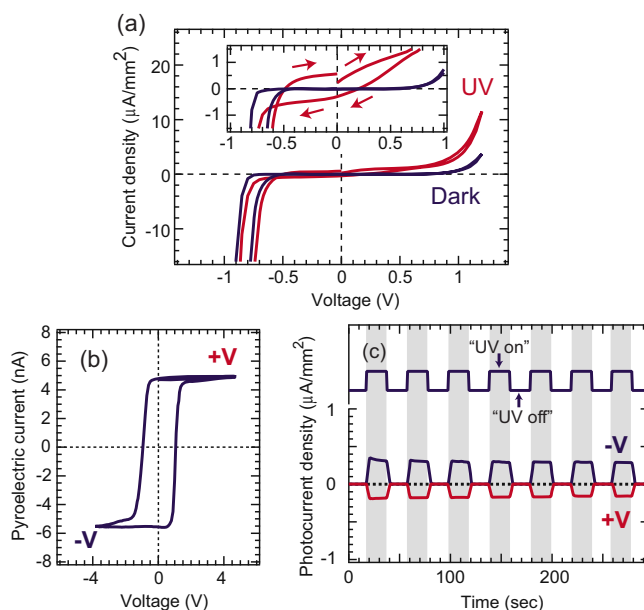 (a)
Current density (μA/mm²)
20
10
0
-10
1
0
-1
-1
-0.5
0
0.5
1
UV
Dark
-1
-0.5
0
0.5
1
Voltage (V)
(b)
Pyroelectric current (nA)
8
6
4
2
0
-2
-4
-6
-8
+V
-V
-4
0
4
Voltage (V)
(c)
Photocurrent density (μA/mm²)
"UV on"
"UV off"
1
0
-1
-V
+V
0
100
200
Time (sec)